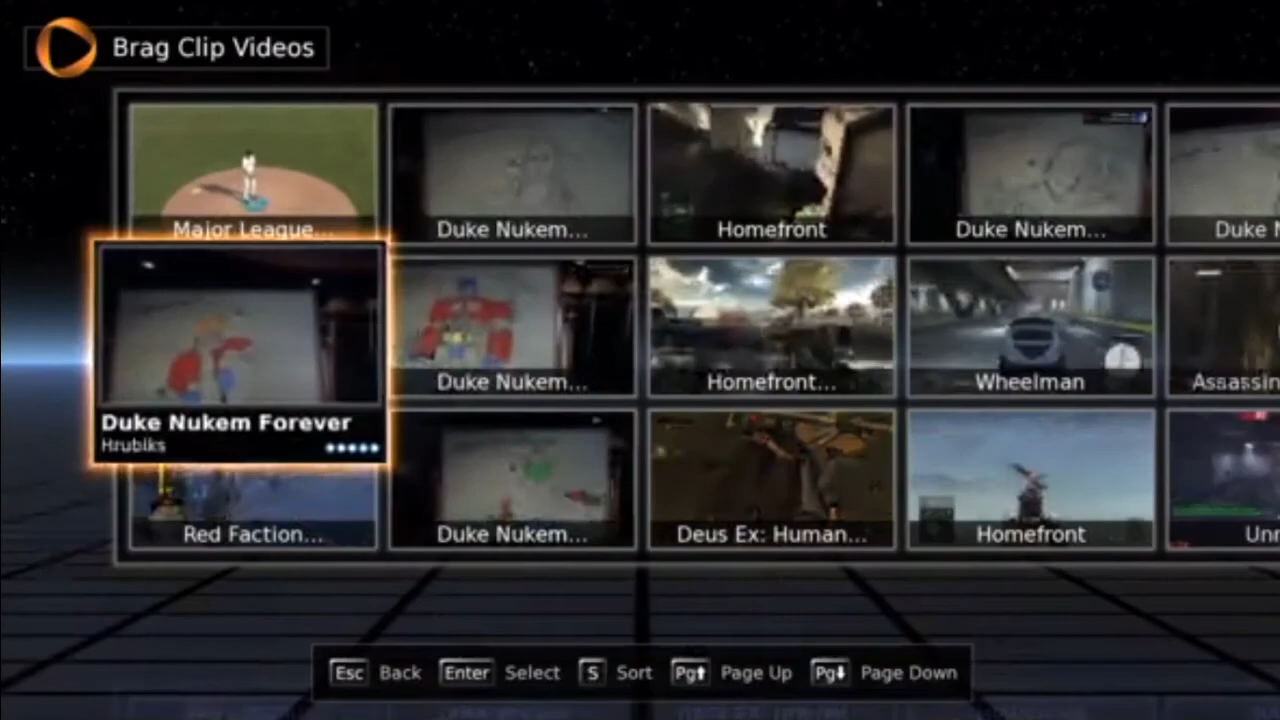 Brag Clip Videos
Major League...
Duke Nukem...
Homefront
Duke Nukem...
Duke N
Duke Nukem Forever
Hrublks
Duke Nukem...
Homefront...
Wheelman
Assassin
Red Faction...
Duke Nukem...
Deus Ex: Human...
Homefront
Unr
Esc Back Enter Select S Sort Pg Page Up Pg Page Down